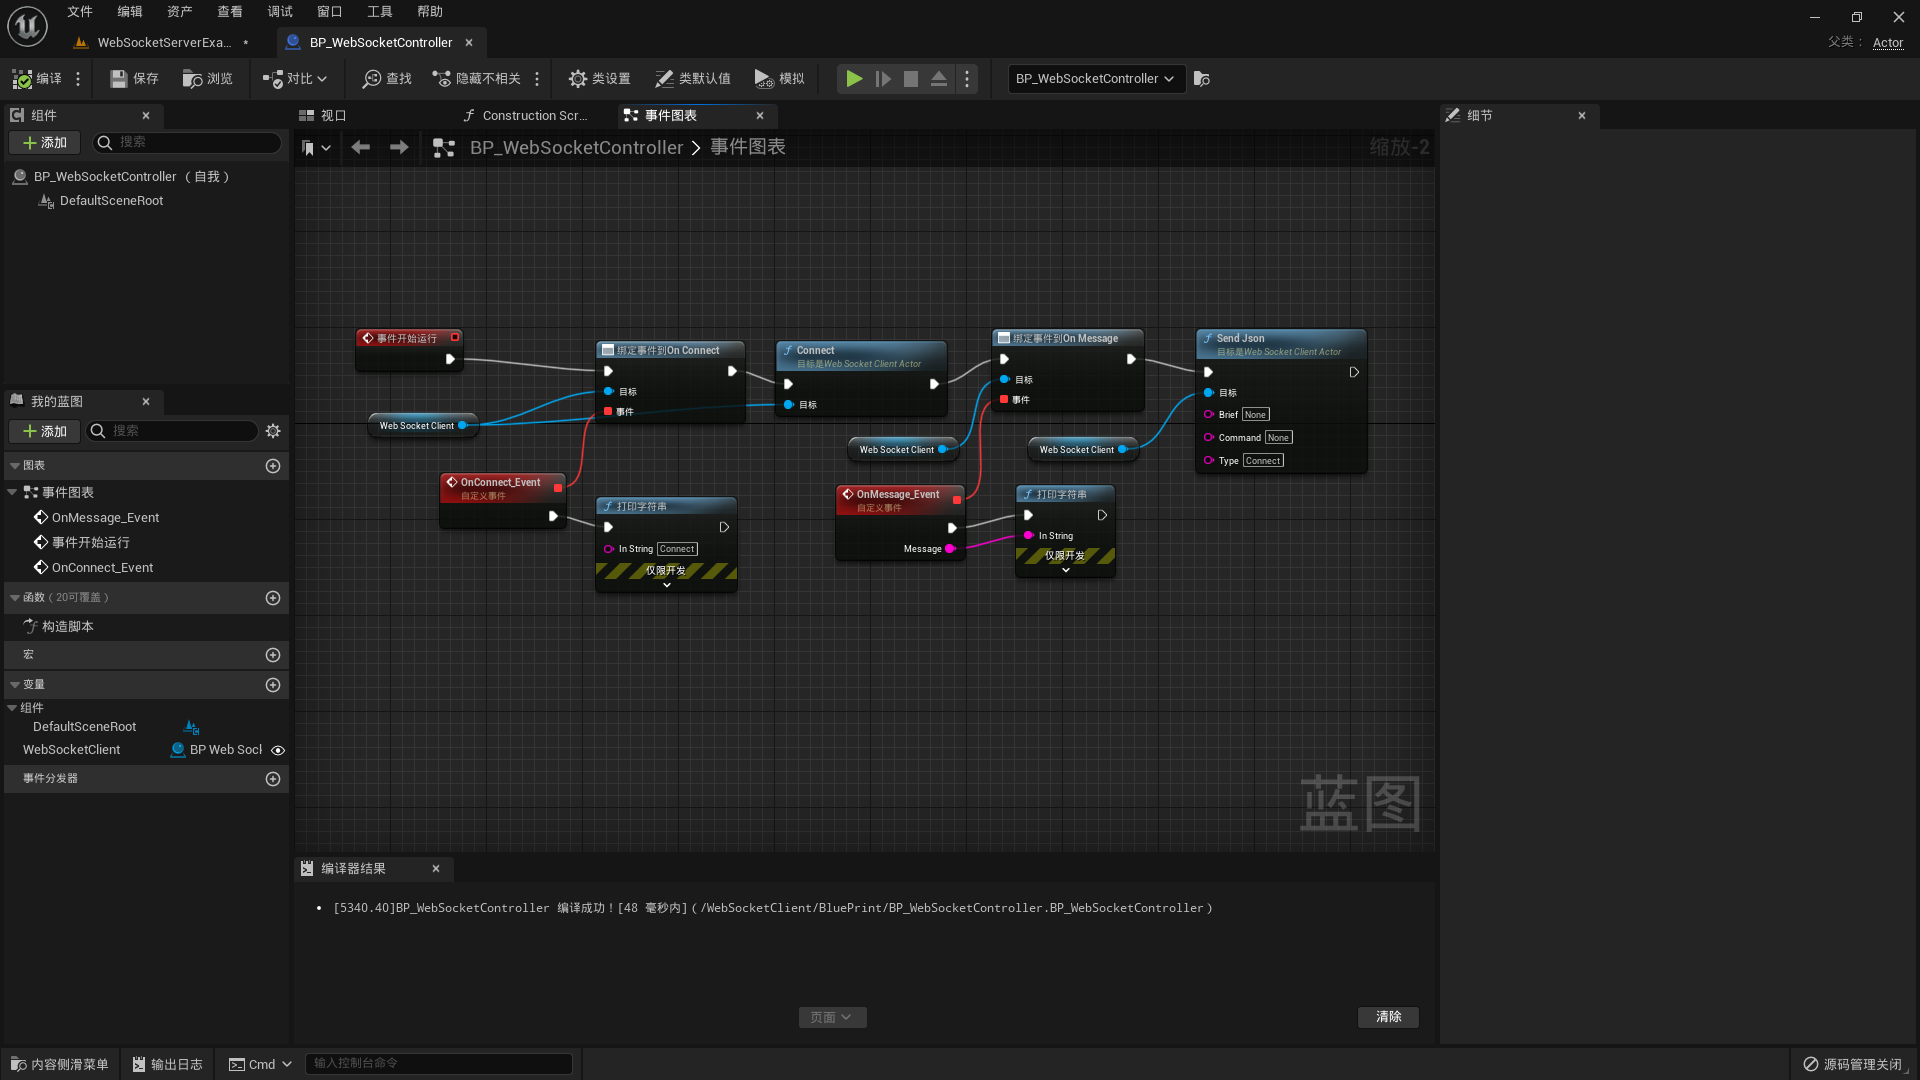 文件 编辑 资产 查看 调试 窗口 工具 帮助
WebSocketServerExa... *
BP_WebSocketController
父类： Actor
编译 保存 浏览 对比 查找 隐藏不相关 类设置 类默认值 模拟
BP_WebSocketController
组件
添加
搜索
BP_WebSocketController （自我）
DefaultSceneRoot
我的蓝图
添加
搜索
图表
事件图表
OnMessage_Event
事件开始运行
OnConnect_Event
函数（20可覆盖）
构造脚本
宏
变量
组件
DefaultSceneRoot
WebSocketClient BP Web Sock
事件分发器
视口
Construction Scr...
事件图表
BP_WebSocketController > 事件图表
缩放-2
事件开始运行
Web Socket Client
OnConnect_Event
自定义事件
绑定事件到On Connect
目标
事件
打印字符串
In String Connect
仅限开发
Connect
目标是Web Socket Client Actor
目标
Web Socket Client
OnMessage_Event
自定义事件
Message
绑定事件到On Message
目标
事件
Web Socket Client
打印字符串
In String
仅限开发
Send Json
目标是Web Socket Client Actor
目标
Brief None
Command None
Type Connect
蓝图
编译器结果
[5340.40]BP_WebSocketController 编译成功！[48 毫秒内]（/WebSocketClient/BluePrint/BP_WebSocketController.BP_WebSocketController）
页面
清除
细节
内容侧滑菜单 输出日志 Cmd 输入控制台命令
源码管理关闭